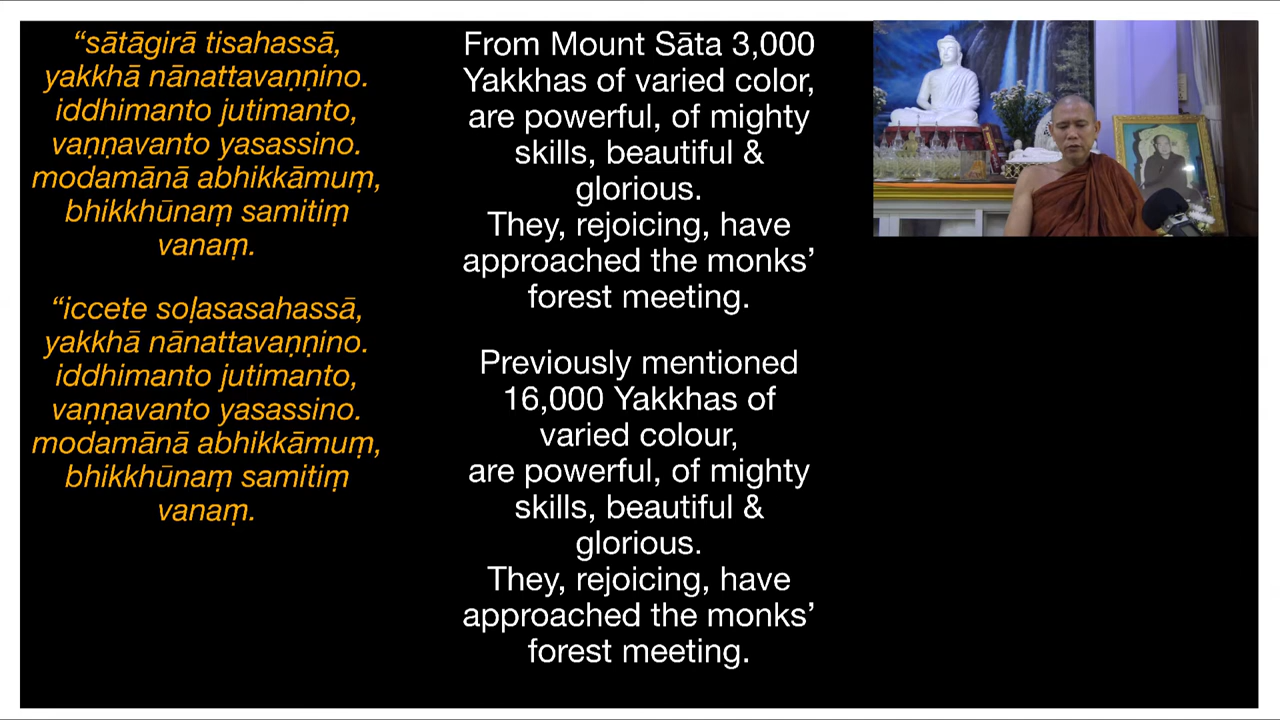 “sātāgirā tisahassā,
yakkhā nānattavaṇṇino.
iddhimanto jutimanto,
vaṇṇavanto yasassino.
modamānā abhikkāmuṃ,
bhikkhūnaṃ samitiṃ
vanaṃ.
“iccete soḷasasahassā,
yakkhā nānattavaṇṇino.
iddhimanto jutimanto,
vaṇṇavanto yasassino.
modamānā abhikkāmuṃ,
bhikkhūnaṃ samitiṃ
vanaṃ.
From Mount Sāta 3,000
Yakkhas of varied color,
are powerful, of mighty
skills, beautiful &
glorious.
They, rejoicing, have
approached the monks’
forest meeting.
Previously mentioned
16,000 Yakkhas of
varied colour,
are powerful, of mighty
skills, beautiful &
glorious.
They, rejoicing, have
approached the monks’
forest meeting.